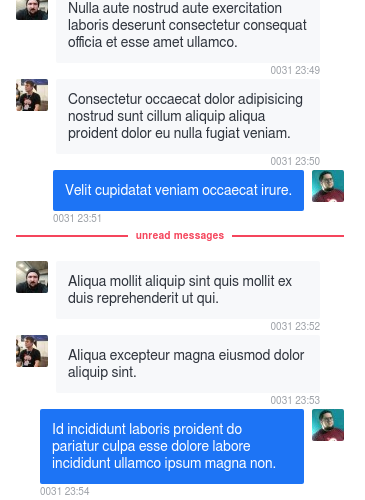 Nulla aute nostrud aute exercitation
laboris deserunt consectetur consequat
officia et esse amet ullamco.
0031 23:49
Consectetur occaecat dolor adipisicing
nostrud sunt cillum aliquip aliqua
proident dolor eu nulla fugiat veniam.
0031 23:50
Velit cupidatat veniam occaecat irure.
0031 23:51
unread messages
Aliqua mollit aliquip sint quis mollit ex
duis reprehenderit ut qui.
0031 23:52
Aliqua excepteur magna eiusmod dolor
aliquip sint.
0031 23:53
Id incididunt laboris proident do
pariatur culpa esse dolore labore
incididunt ullamco ipsum magna non.
0031 23:54